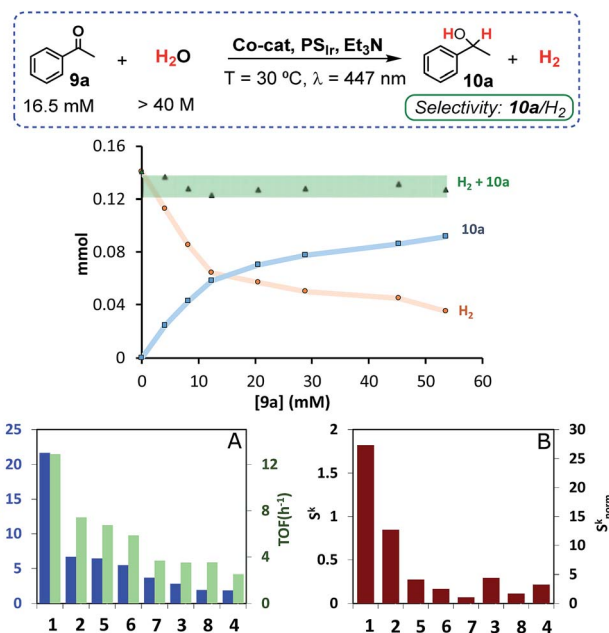 O
HO H
+ H₂O
Co-cat, PS_Ir, Et₃N
+ H₂
9a
T = 30 ºC, λ = 447 nm
10a
16.5 mM > 40 M
Selectivity: 10a/H₂
0.16
0.12
0.08
0.04
0
mmol
H₂ + 10a
10a
H₂
0 10 20 30 40 50 60
[9a] (mM)
A
25
20
15
10
5
0
12
8
4
0
TOF(h⁻¹)
1 2 5 6 7 3 8 4
B
2
1.5
1
0.5
0
Sᵏ
30
25
20
15
10
5
0
Sᵏ_norm
1 2 5 6 7 3 8 4